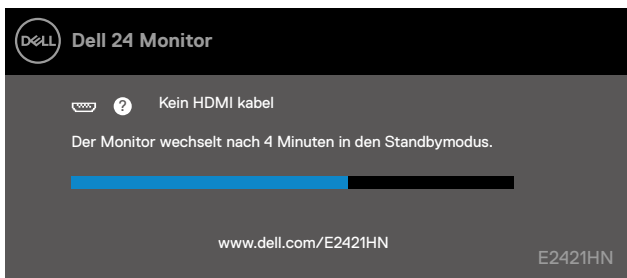 DELL Dell 24 Monitor
? Kein HDMI kabel
Der Monitor wechselt nach 4 Minuten in den Standbymodus.
www.dell.com/E2421HN
E2421HN